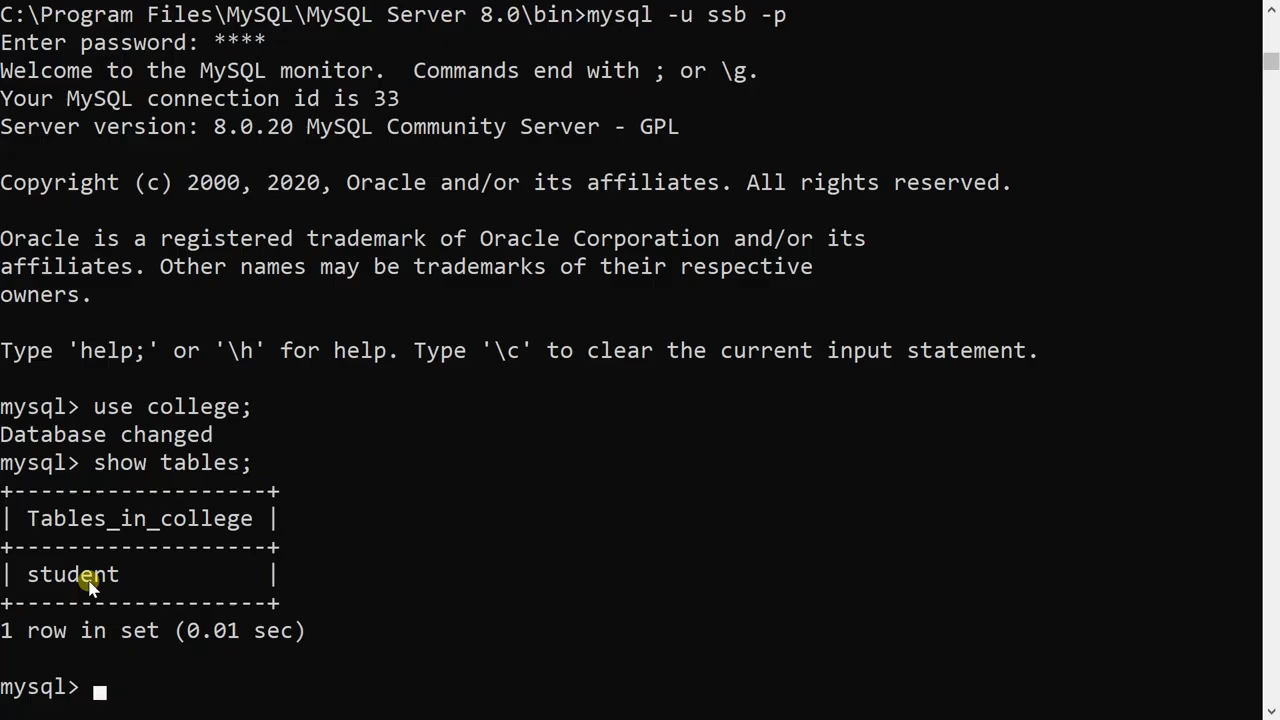 C:\Program Files\MySQL\MySQL Server 8.0\bin>mysql -u ssb -p
Enter password: ****
Welcome to the MySQL monitor.  Commands end with ; or \g.
Your MySQL connection id is 33
Server version: 8.0.20 MySQL Community Server - GPL
Copyright (c) 2000, 2020, Oracle and/or its affiliates. All rights reserved.
Oracle is a registered trademark of Oracle Corporation and/or its
affiliates. Other names may be trademarks of their respective
owners.
Type 'help;' or '\h' for help. Type '\c' to clear the current input statement.
mysql> use college;
Database changed
mysql> show tables;
+-------------------+
| Tables_in_college |
+-------------------+
| student           |
+-------------------+
1 row in set (0.01 sec)
mysql>